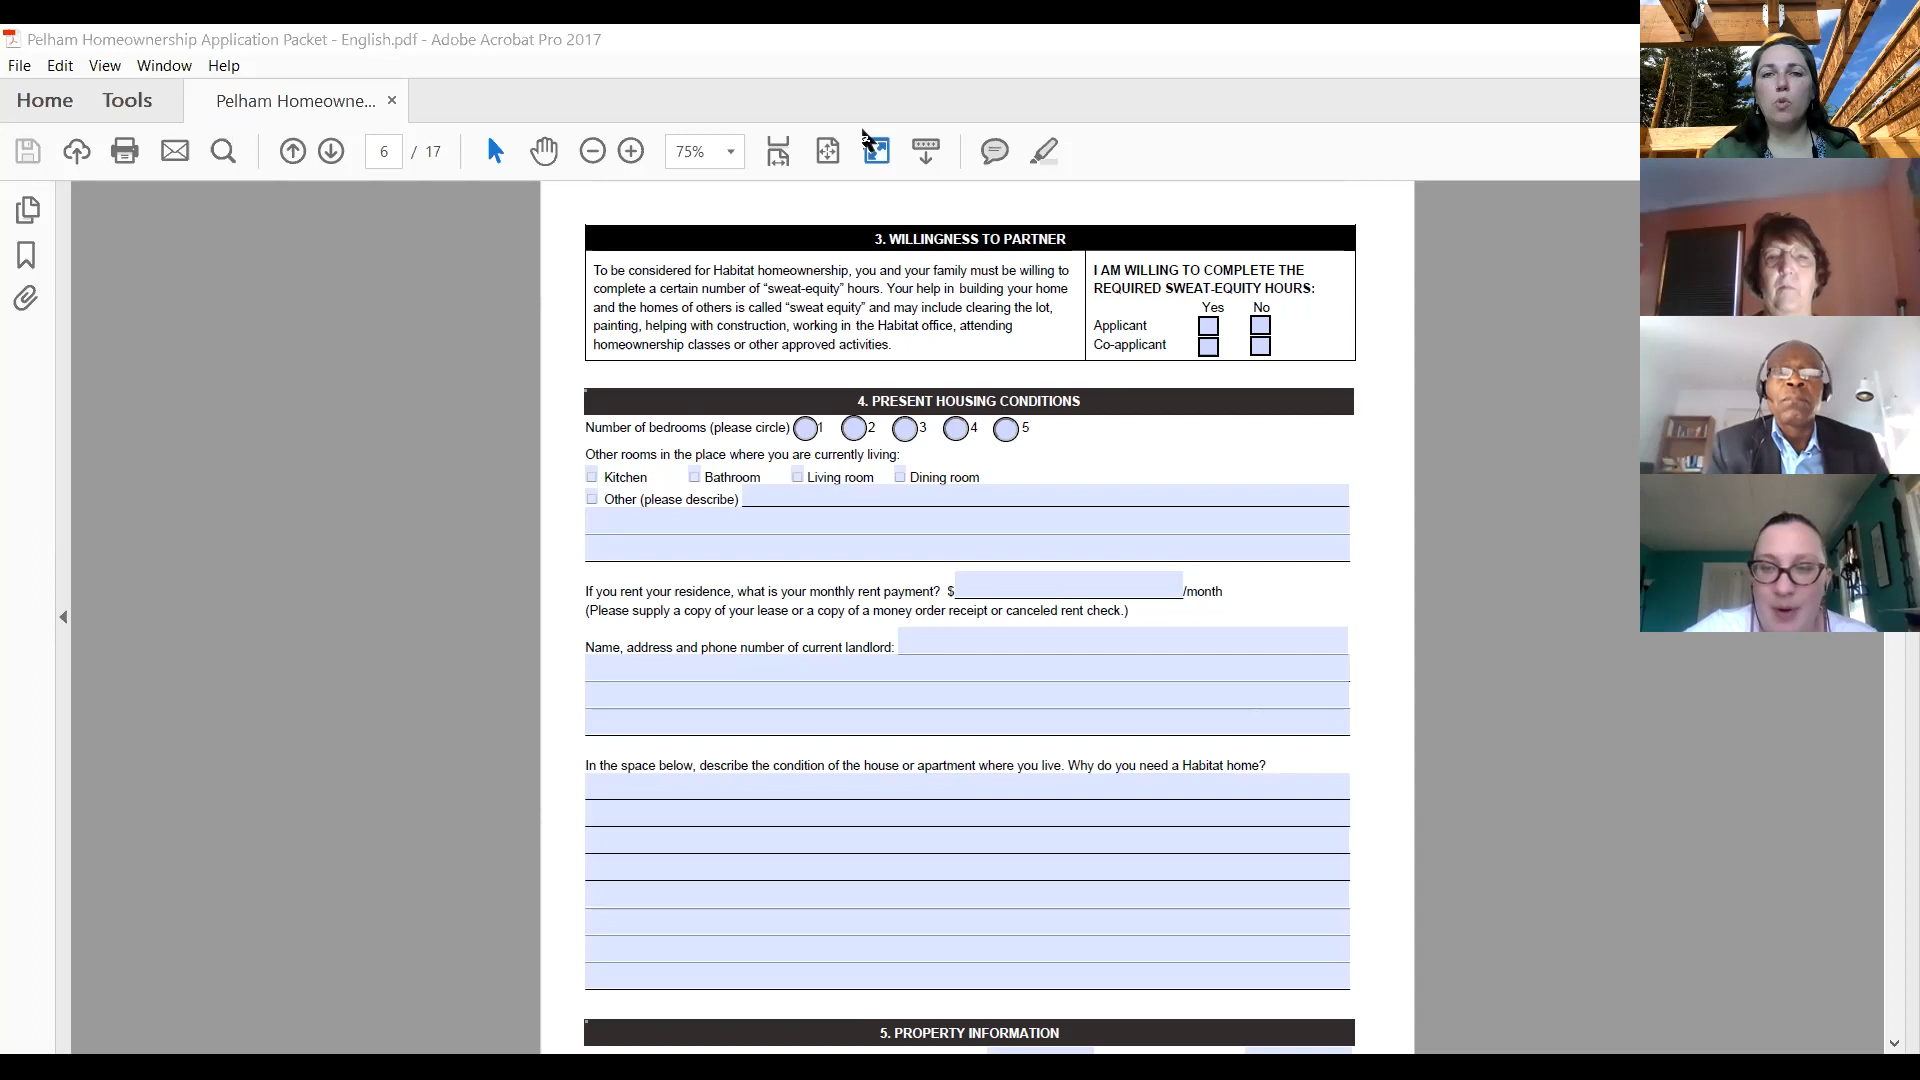 Pelham Homeownership Application Packet - English.pdf - Adobe Acrobat Pro 2017
File Edit View Window Help
Home Tools Pelham Homeowne... ×
6 / 17 75%
3. WILLINGNESS TO PARTNER
To be considered for Habitat homeownership, you and your family must be willing to
complete a certain number of “sweat-equity” hours. Your help in building your home
and the homes of others is called “sweat equity” and may include clearing the lot,
painting, helping with construction, working in the Habitat office, attending
homeownership classes or other approved activities.
I AM WILLING TO COMPLETE THE
REQUIRED SWEAT-EQUITY HOURS:
Yes No
Applicant
Co-applicant
4. PRESENT HOUSING CONDITIONS
Number of bedrooms (please circle) 1 2 3 4 5
Other rooms in the place where you are currently living:
Kitchen Bathroom Living room Dining room
Other (please describe)
If you rent your residence, what is your monthly rent payment? $ /month
(Please supply a copy of your lease or a copy of a money order receipt or canceled rent check.)
Name, address and phone number of current landlord:
In the space below, describe the condition of the house or apartment where you live. Why do you need a Habitat home?
5. PROPERTY INFORMATION